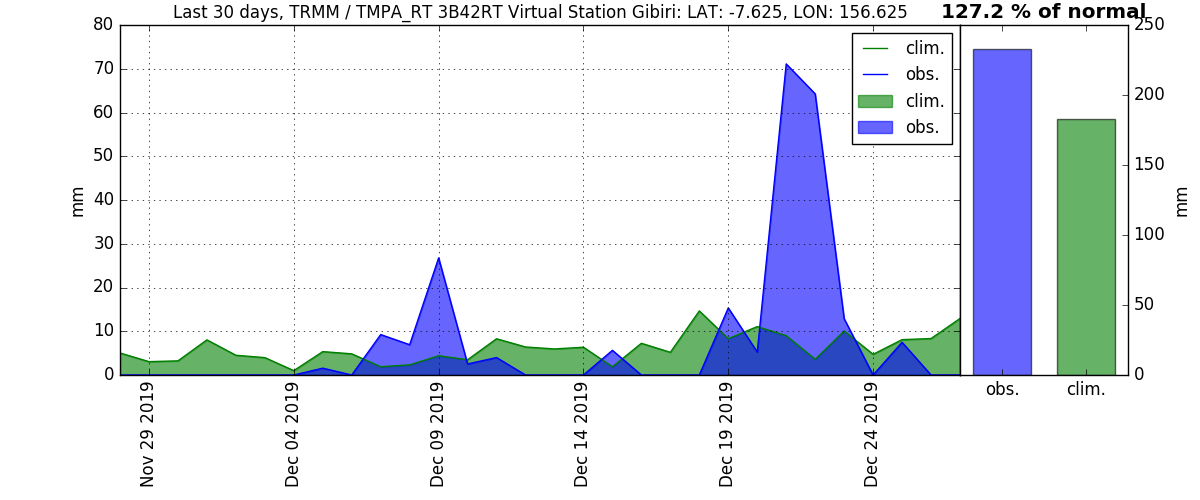 Last 30 days, TRMM / TMPA_RT 3B42RT Virtual Station Gibiri: LAT: -7.625, LON: 156.625
127.2 % of normal
80
70
60
50
40
30
20
10
0
mm
clim.
obs.
clim.
obs.
Nov 29 2019
Dec 04 2019
Dec 09 2019
Dec 14 2019
Dec 19 2019
Dec 24 2019
250
200
150
100
50
0
mm
obs.
clim.